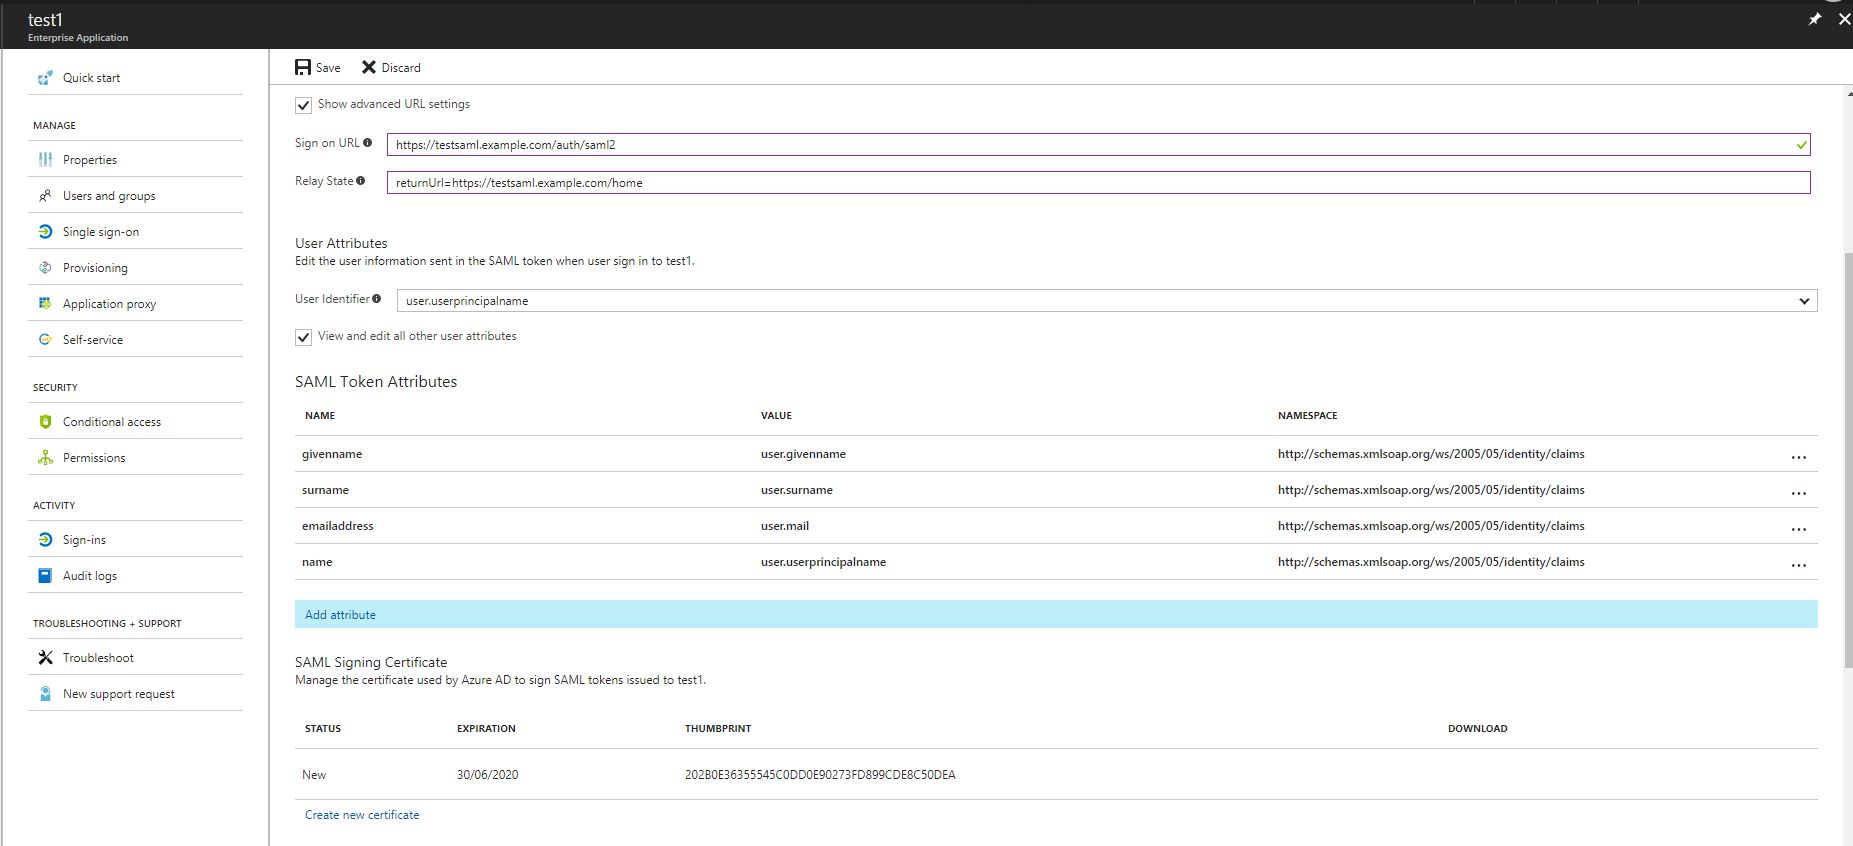 test1
Enterprise Application
Quick start
MANAGE
Properties
Users and groups
Single sign-on
Provisioning
Application proxy
Self-service
SECURITY
Conditional access
Permissions
ACTIVITY
Sign-ins
Audit logs
TROUBLESHOOTING + SUPPORT
Troubleshoot
New support request
Save Discard
Show advanced URL settings
Sign on URL https://testsaml.example.com/auth/saml2
Relay State returnUrl=https://testsaml.example.com/home
User Attributes
Edit the user information sent in the SAML token when user sign in to test1.
User Identifier user.userprincipalname
View and edit all other user attributes
SAML Token Attributes
NAME VALUE NAMESPACE
givenname user.givenname http://schemas.xmlsoap.org/ws/2005/05/identity/claims ...
surname user.surname http://schemas.xmlsoap.org/ws/2005/05/identity/claims ...
emailaddress user.mail http://schemas.xmlsoap.org/ws/2005/05/identity/claims ...
name user.userprincipalname http://schemas.xmlsoap.org/ws/2005/05/identity/claims ...
Add attribute
SAML Signing Certificate
Manage the certificate used by Azure AD to sign SAML tokens issued to test1.
STATUS EXPIRATION THUMBPRINT DOWNLOAD
New 30/06/2020 202B0E36355545C0DD0E90273FD899CDE8C50DEA
Create new certificate